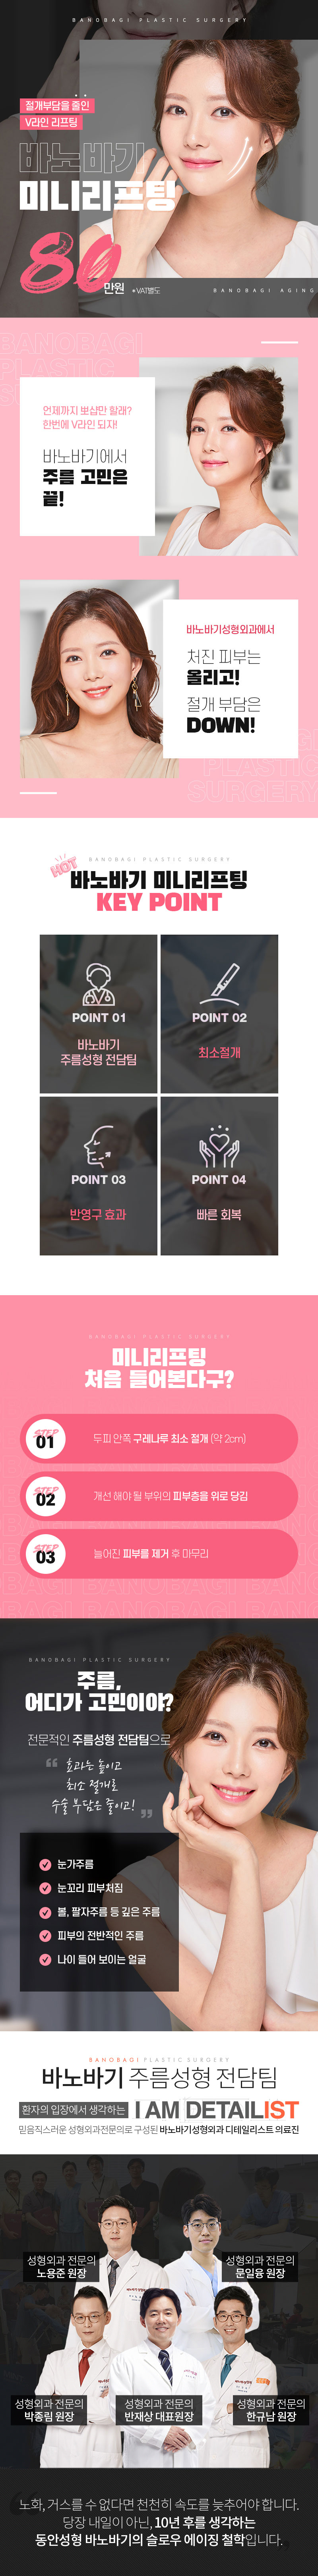 BANOBAGI PLASTIC SURGERY
절개부담을 줄인
V라인 리프팅
바노바기
미니리프팅
80
만원 *VAT별도
BANOBAGI AGING
BANOBAGI
PLASTIC
언제까지 뽀샵만 할래?
한번에 V라인 되자!
바노바기에서
주름 고민은
끝!
바노바기성형외과에서
처진 피부는
올리고!
절개 부담은
DOWN!
PLASTIC
SURGERY
BANOBAGI PLASTIC SURGERY
HOT
바노바기 미니리프팅
KEY POINT
POINT 01
바노바기
주름성형 전담팀
POINT 02
최소절개
POINT 03
반영구 효과
POINT 04
빠른 회복
BANOBAGI PLASTIC SURGERY
미니리프팅
처음 들어본다구?
STEP
01
두피 안쪽 구레나루 최소 절개 (약 2cm)
STEP
02
개선 해야 될 부위의 피부층을 위로 당김
STEP
03
늘어진 피부를 제거 후 마무리
BANOBAGI PLASTIC SURGERY
주름,
어디가 고민이야?
전문적인 주름성형 전담팀으로
“ 효과는 높이고
최소 절개로
수술 부담은 줄이고! ”
눈가주름
눈꼬리 피부처짐
볼, 팔자주름 등 깊은 주름
피부의 전반적인 주름
나이 들어 보이는 얼굴
BANOBAGI PLASTIC SURGERY
바노바기 주름성형 전담팀
환자의 입장에서 생각하는 I AM DETAILIST
믿음직스러운 성형외과전문의로 구성된 바노바기성형외과 디테일리스트 의료진
성형외과 전문의
노용준 원장
성형외과 전문의
문일융 원장
성형외과 전문의
박종림 원장
성형외과 전문의
반재상 대표원장
성형외과 전문의
한규남 원장
노화, 거스를 수 없다면 천천히 속도를 늦추어야 합니다.
당장 내일이 아닌, 10년 후를 생각하는
동안성형 바노바기의 슬로우 에이징 철학입니다.